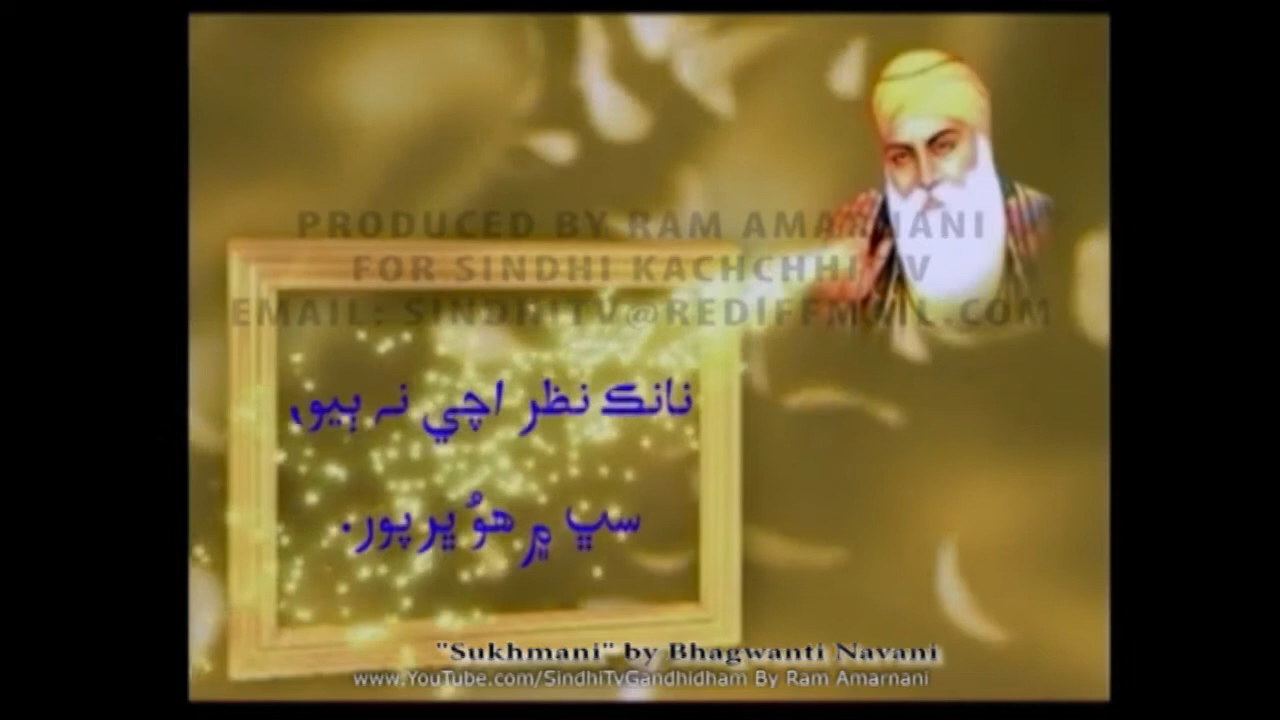 PRODUCED BY RAM AMARNANI
FOR SINDHI KACHCHHI TV
EMAIL: SINDHITV@REDIFFMAIL.COM
نانڪ نظر اچي نہ ٻيو،
سڀ ۾ هوُ ڀرپور.
"Sukhmani" by Bhagwanti Navani
www.YouTube.com/SindhiTvGandhidham By Ram Amarnani